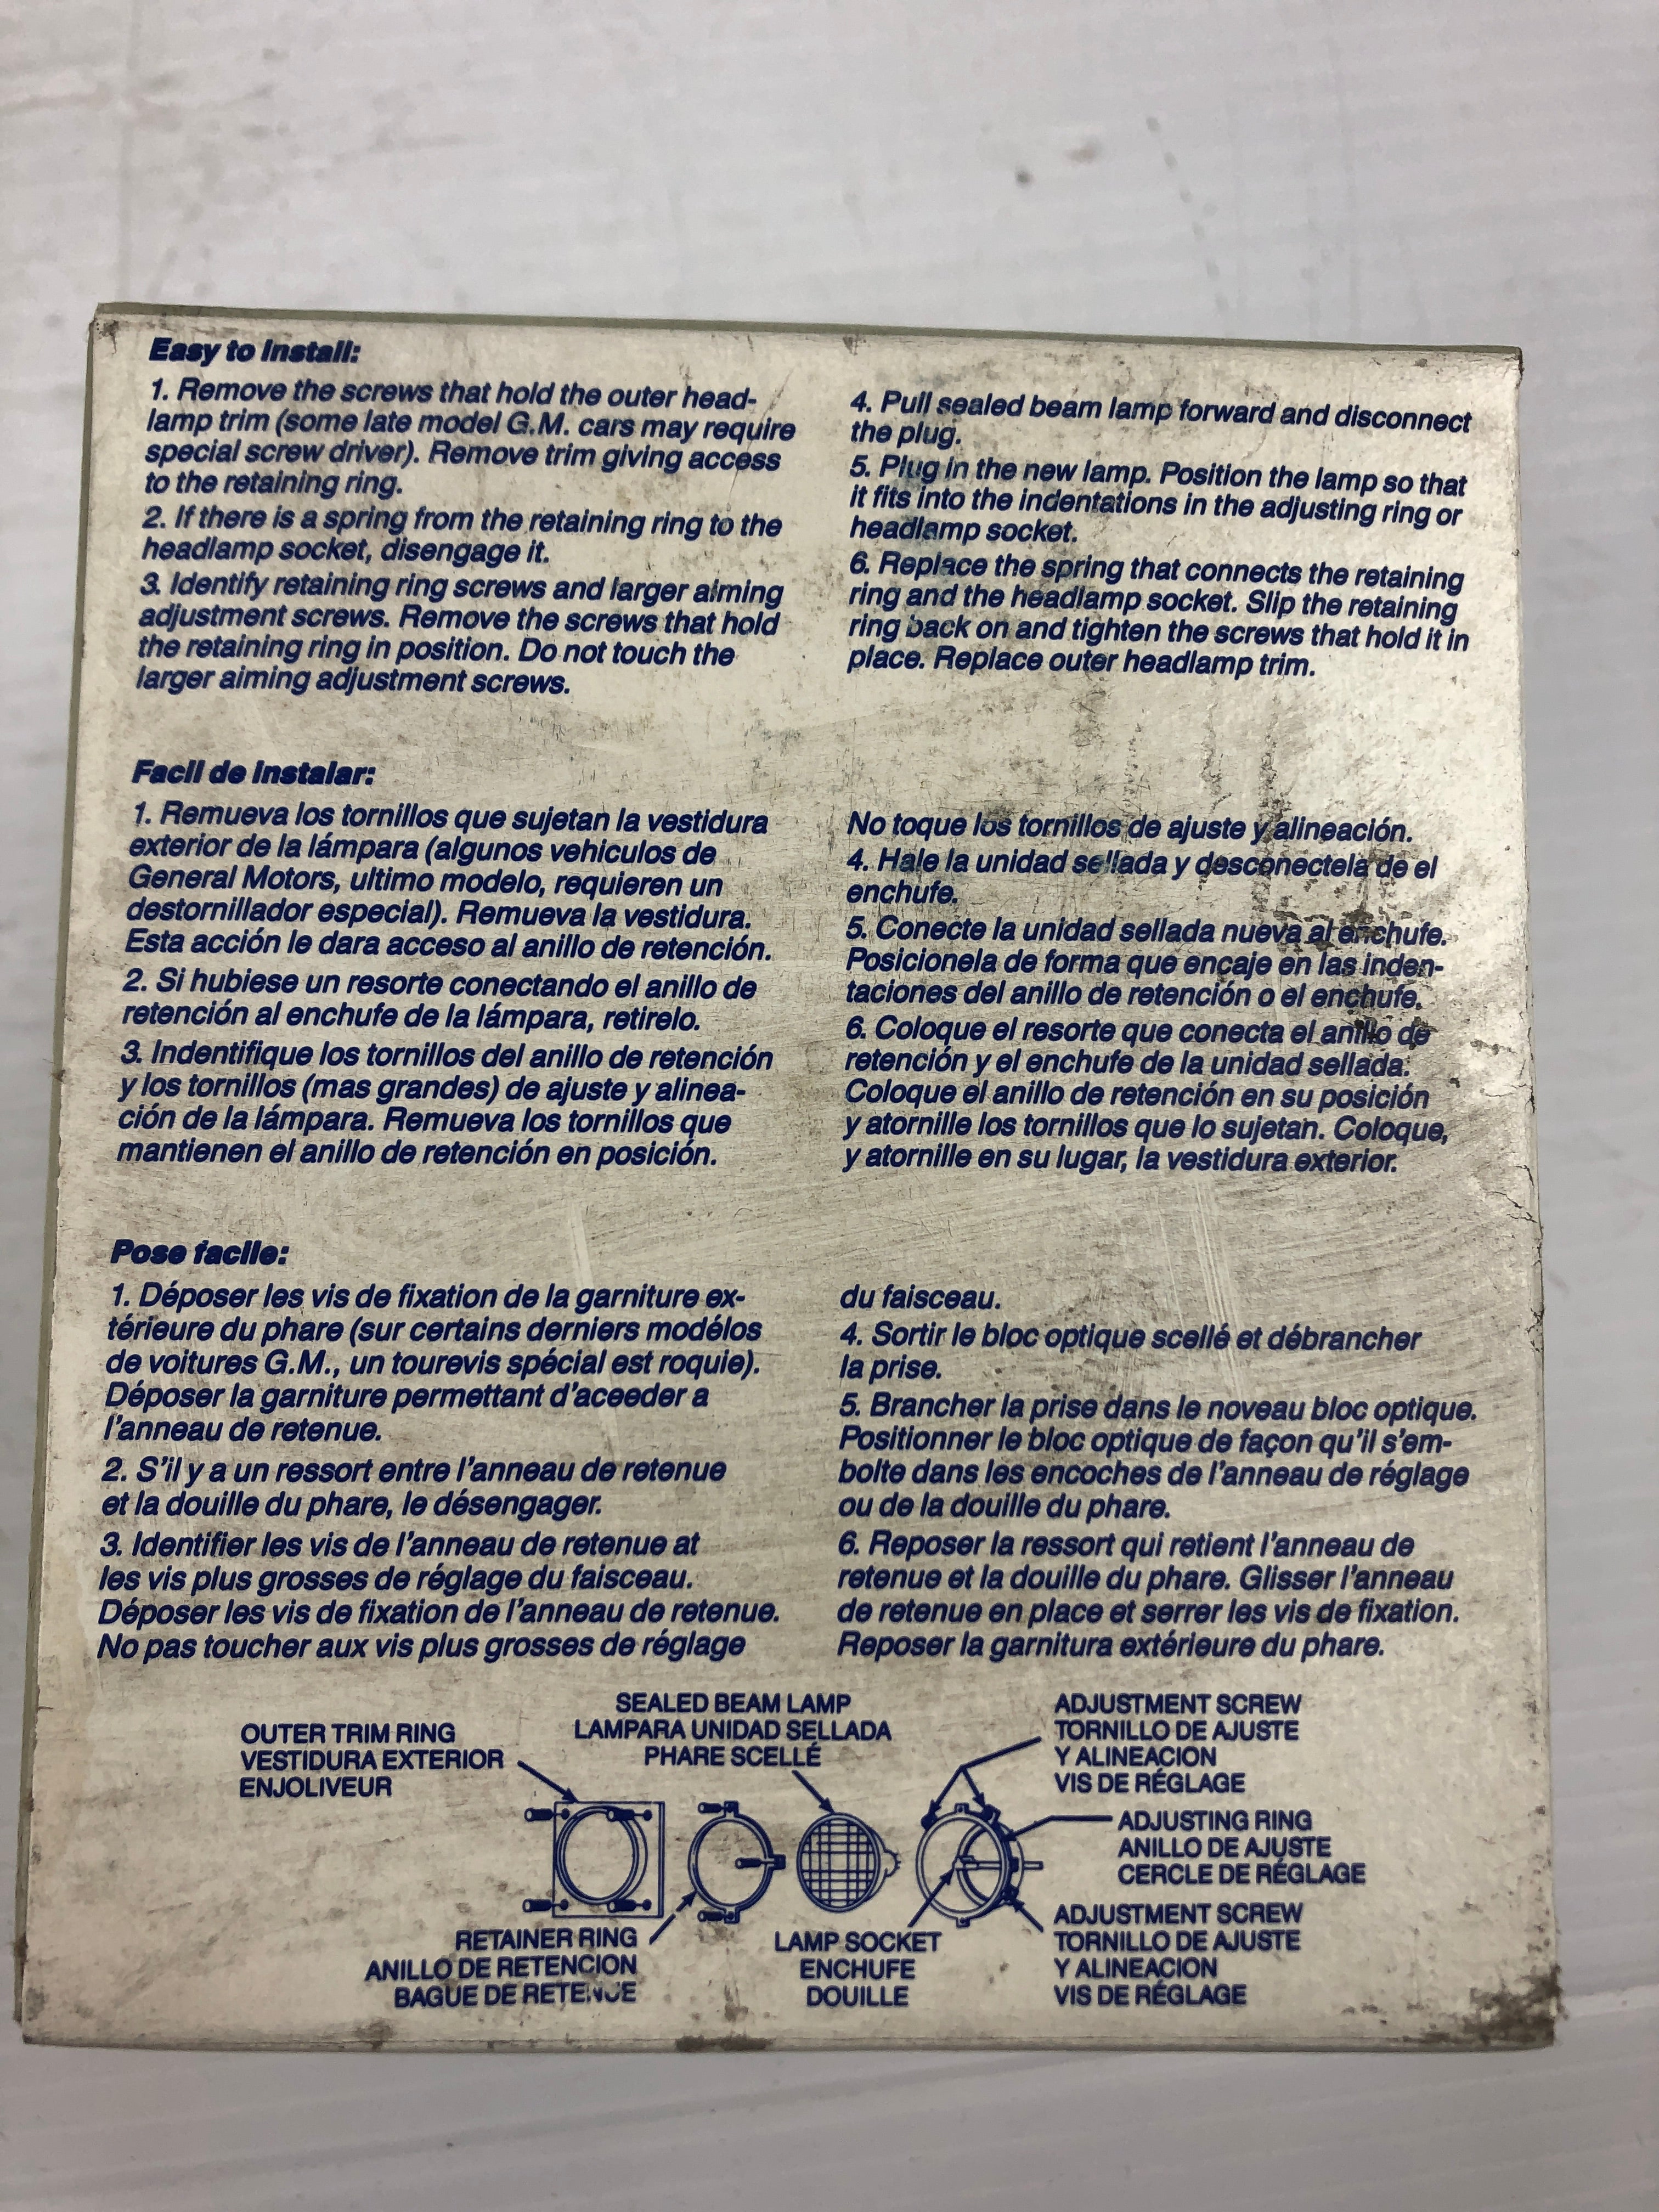 Easy to Install:
1. Remove the screws that hold the outer head-
lamp trim (some late model G.M. cars may require
special screw driver). Remove trim giving access
to the retaining ring.
2. If there is a spring from the retaining ring to the
headlamp socket, disengage it.
3. Identify retaining ring screws and larger aiming
adjustment screws. Remove the screws that hold
the retaining ring in position. Do not touch the
larger aiming adjustment screws.
4. Pull sealed beam lamp forward and disconnect
the plug.
5. Plug in the new lamp. Position the lamp so that
it fits into the indentations in the adjusting ring or
headlamp socket.
6. Replace the spring that connects the retaining
ring and the headlamp socket. Slip the retaining
ring back on and tighten the screws that hold it in
place. Replace outer headlamp trim.
Facil de Instalar:
1. Remueva los tornillos que sujetan la vestidura
exterior de la lámpara (algunos vehiculos de
General Motors, ultimo modelo, requieren un
destornillador especial). Remueva la vestidura.
Esta acción le dara acceso al anillo de retención.
2. Si hubiese un resorte conectando el anillo de
retención al enchufe de la lámpara, retirelo.
3. Indentifique los tornillos del anillo de retención
y los tornillos (mas grandes) de ajuste y alinea-
ción de la lámpara. Remueva los tornillos que
mantienen el anillo de retención en posición.
No toque los tornillos de ajuste y alineación.
4. Hale la unidad sellada y desconectela de el
enchufe.
5. Conecte la unidad sellada nueva al enchufe.
Posicionela de forma que encaje en las inden-
taciones del anillo de retención o el enchufe.
6. Coloque el resorte que conecta el anillo de
retención y el enchufe de la unidad sellada.
Coloque el anillo de retención en su posición
y atornille los tornillos que lo sujetan. Coloque,
y atornille en su lugar, la vestidura exterior.
Pose facile:
1. Déposer les vis de fixation de la garniture ex-
térieure du phare (sur certains derniers modélos
de voitures G.M., un tourevis spécial est roquie).
Déposer la garniture permettant d'aceeder a
l'anneau de retenue.
2. S'il y a un ressort entre l'anneau de retenue
et la douille du phare, le désengager.
3. Identifier les vis de l'anneau de retenue at
les vis plus grosses de réglage du faisceau.
Déposer les vis de fixation de l'anneau de retenue.
No pas toucher aux vis plus grosses de réglage
du faisceau.
4. Sortir le bloc optique scellé et débrancher
la prise.
5. Brancher la prise dans le noveau bloc optique.
Positionner le bloc optique de façon qu'il s'em-
bolte dans les encoches de l'anneau de réglage
ou de la douille du phare.
6. Reposer la ressort qui retient l'anneau de
retenue et la douille du phare. Glisser l'anneau
de retenue en place et serrer les vis de fixation.
Reposer la garnitura extérieure du phare.
OUTER TRIM RING
VESTIDURA EXTERIOR
ENJOLIVEUR
SEALED BEAM LAMP
LAMPARA UNIDAD SELLADA
PHARE SCELLÉ
ADJUSTMENT SCREW
TORNILLO DE AJUSTE
Y ALINEACION
VIS DE RÉGLAGE
ADJUSTING RING
ANILLO DE AJUSTE
CERCLE DE RÉGLAGE
RETAINER RING
ANILLO DE RETENCION
BAGUE DE RETENUE
LAMP SOCKET
ENCHUFE
DOUILLE
ADJUSTMENT SCREW
TORNILLO DE AJUSTE
Y ALINEACION
VIS DE RÉGLAGE